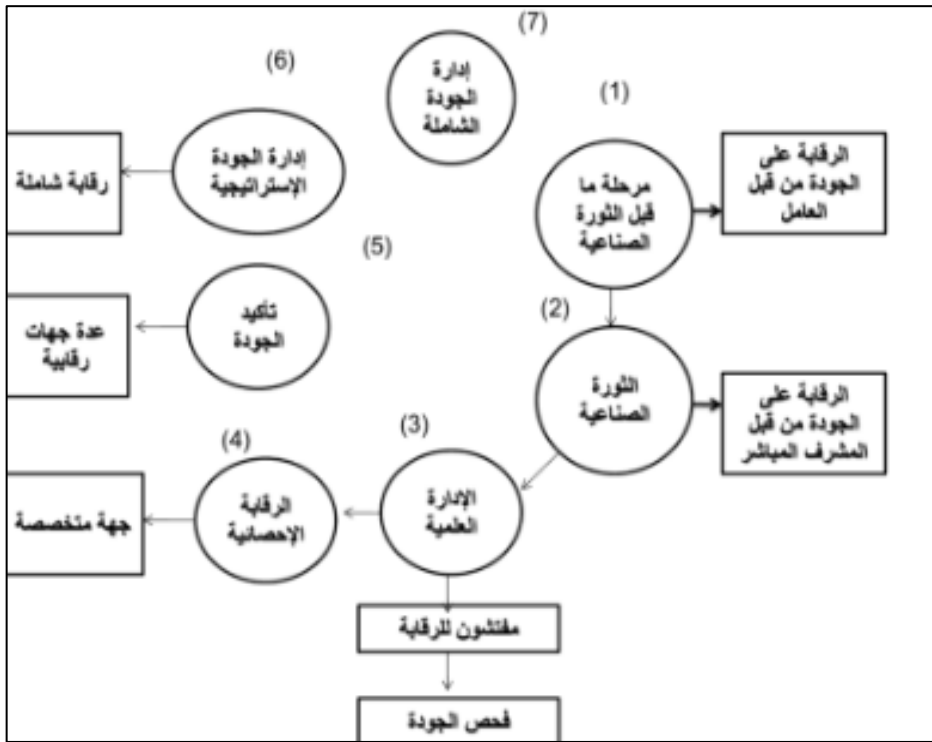 (7)
إدارة
الجودة
الشاملة
(6)
إدارة الجودة
الإستراتيجية
رقابة شاملة
(1)
مرحلة ما
قبل الثورة
الصناعية
الرقابة على
الجودة من قبل
العامل
(5)
تأكيد
الجودة
عدة جهات
رقابية
(2)
الثورة
الصناعية
الرقابة على
الجودة من قبل
المشرف المباشر
(3)
الإدارة
العلمية
(4)
الرقابة
الإحصائية
جهة متخصصة
مفتشون للرقابة
فحص الجودة